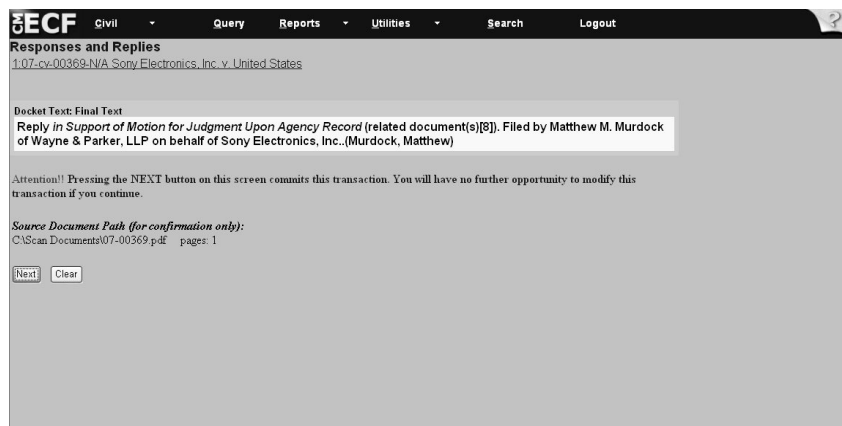 CM ECF Civil Query Reports Utilities Search Logout ?
Responses and Replies
1:07-cv-00369-N/A Sony Electronics, Inc. v. United States
Docket Text: Final Text
Reply in Support of Motion for Judgment Upon Agency Record (related document(s)[8]). Filed by Matthew M. Murdock
of Wayne & Parker, LLP on behalf of Sony Electronics, Inc..(Murdock, Matthew)
Attention!! Pressing the NEXT button on this screen commits this transaction. You will have no further opportunity to modify this
transaction if you continue.
Source Document Path (for confirmation only):
C:\Scan Documents\07-00369.pdf pages: 1
Next Clear